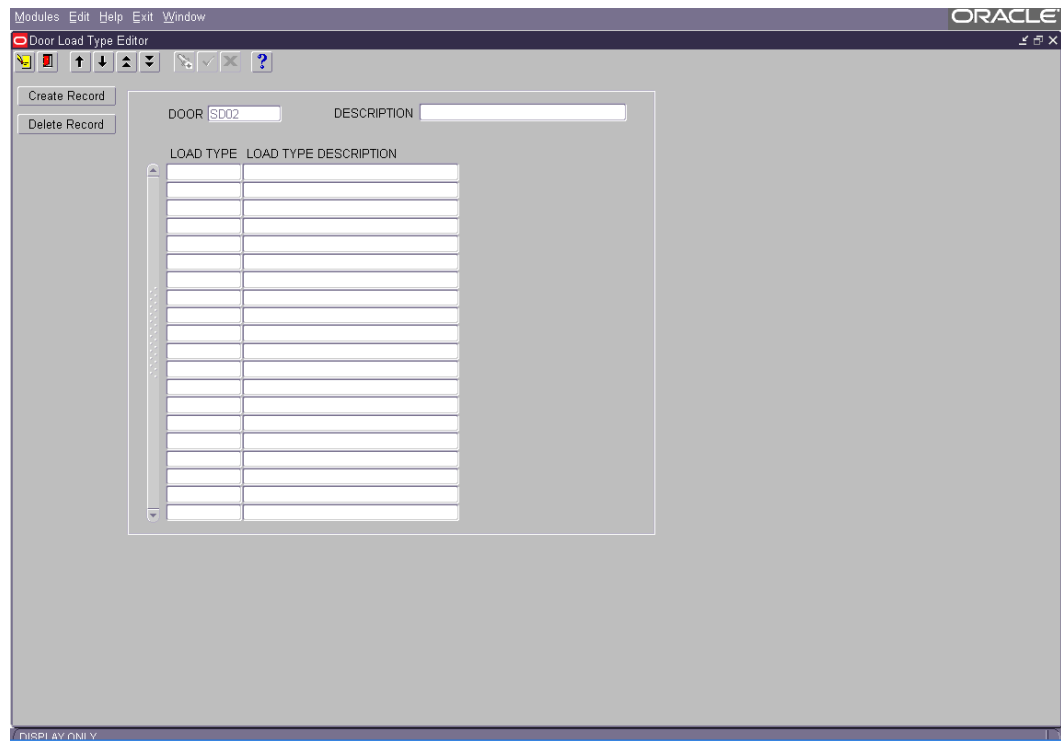 Modules Edit Help Exit Window
ORACLE
Door Load Type Editor
?
Create Record
Delete Record
DOOR SD02 DESCRIPTION
LOAD TYPE LOAD TYPE DESCRIPTION
DISPLAY ONLY